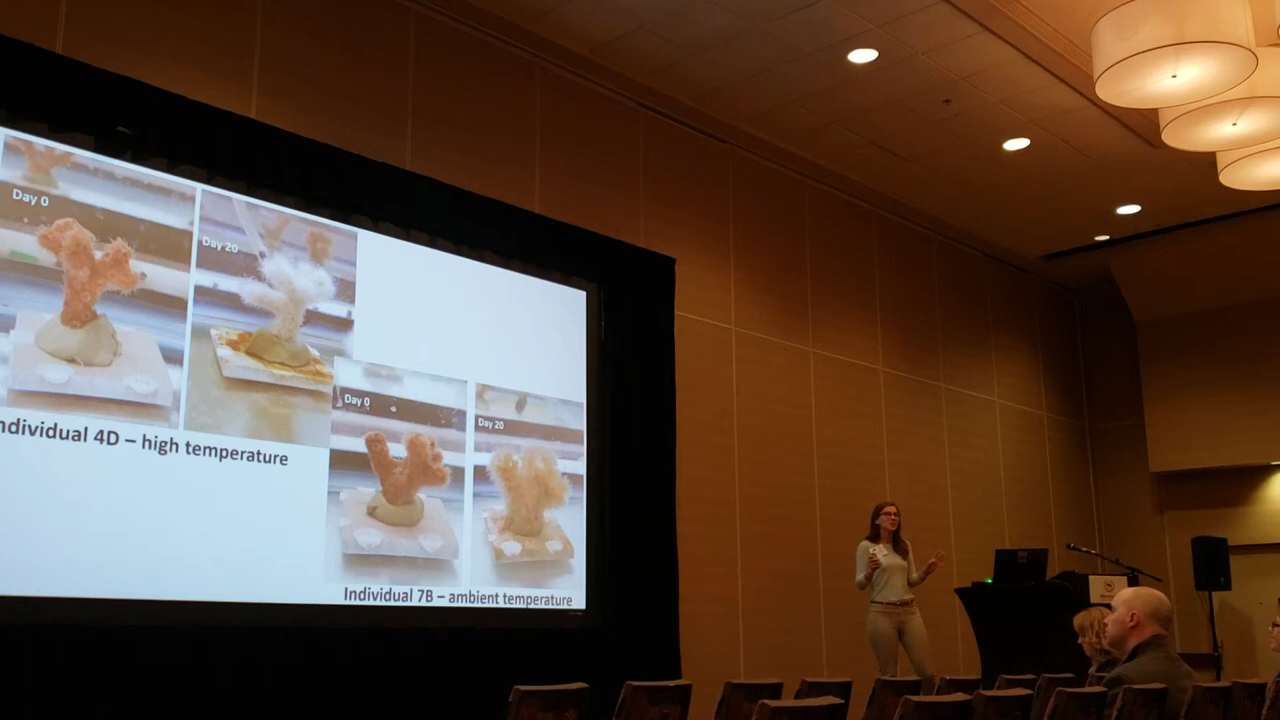 Day 0
Day 20
ndividual 4D – high temperature
Day 0
Day 20
Individual 7B – ambient temperature